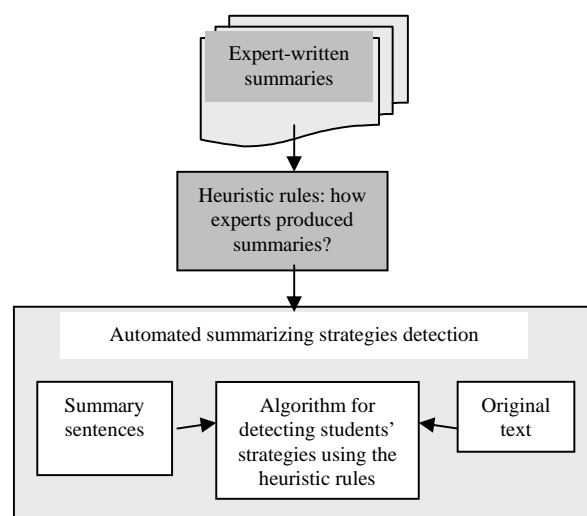 Expert-written
summaries
Heuristic rules: how
experts produced
summaries?
Automated summarizing strategies detection
Summary
sentences
Algorithm for
detecting students’
strategies using the
heuristic rules
Original
text